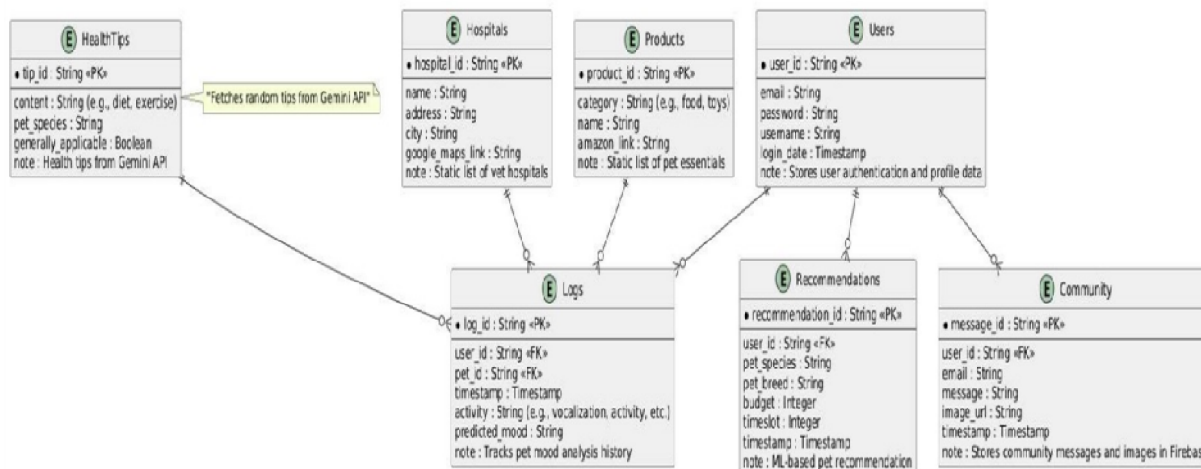 E HealthTips
• tip_id : String «PK»
content : String (e.g., diet, exercise)
pet_species : String
generally_applicable : Boolean
note : Health tips from Gemini API
"Fetches random tips from Gemini API"
E Hospitals
• hospital_id : String «PK»
name : String
address : String
city : String
google_maps_link : String
note : Static list of vet hospitals
E Products
• product_id : String «PK»
category : String (e.g., food, toys)
name : String
amazon_link : String
note : Static list of pet essentials
E Users
• user_id : String «PK»
email : String
password : String
username : String
login_date : Timestamp
note : Stores user authentication and profile data
E Logs
• log_id : String «PK»
user_id : String «FK»
pet_id : String «FK»
timestamp : Timestamp
activity : String (e.g., vocalization, activity, etc.)
predicted_mood : String
note : Tracks pet mood analysis history
E Recommendations
• recommendation_id : String «PK»
user_id : String «FK»
pet_species : String
pet_breed : String
budget : Integer
timeslot : Integer
timestamp : Timestamp
note : ML-based pet recommendation
E Community
• message_id : String «PK»
user_id : String «FK»
email : String
message : String
image_url : String
timestamp : Timestamp
note : Stores community messages and images in Firebas